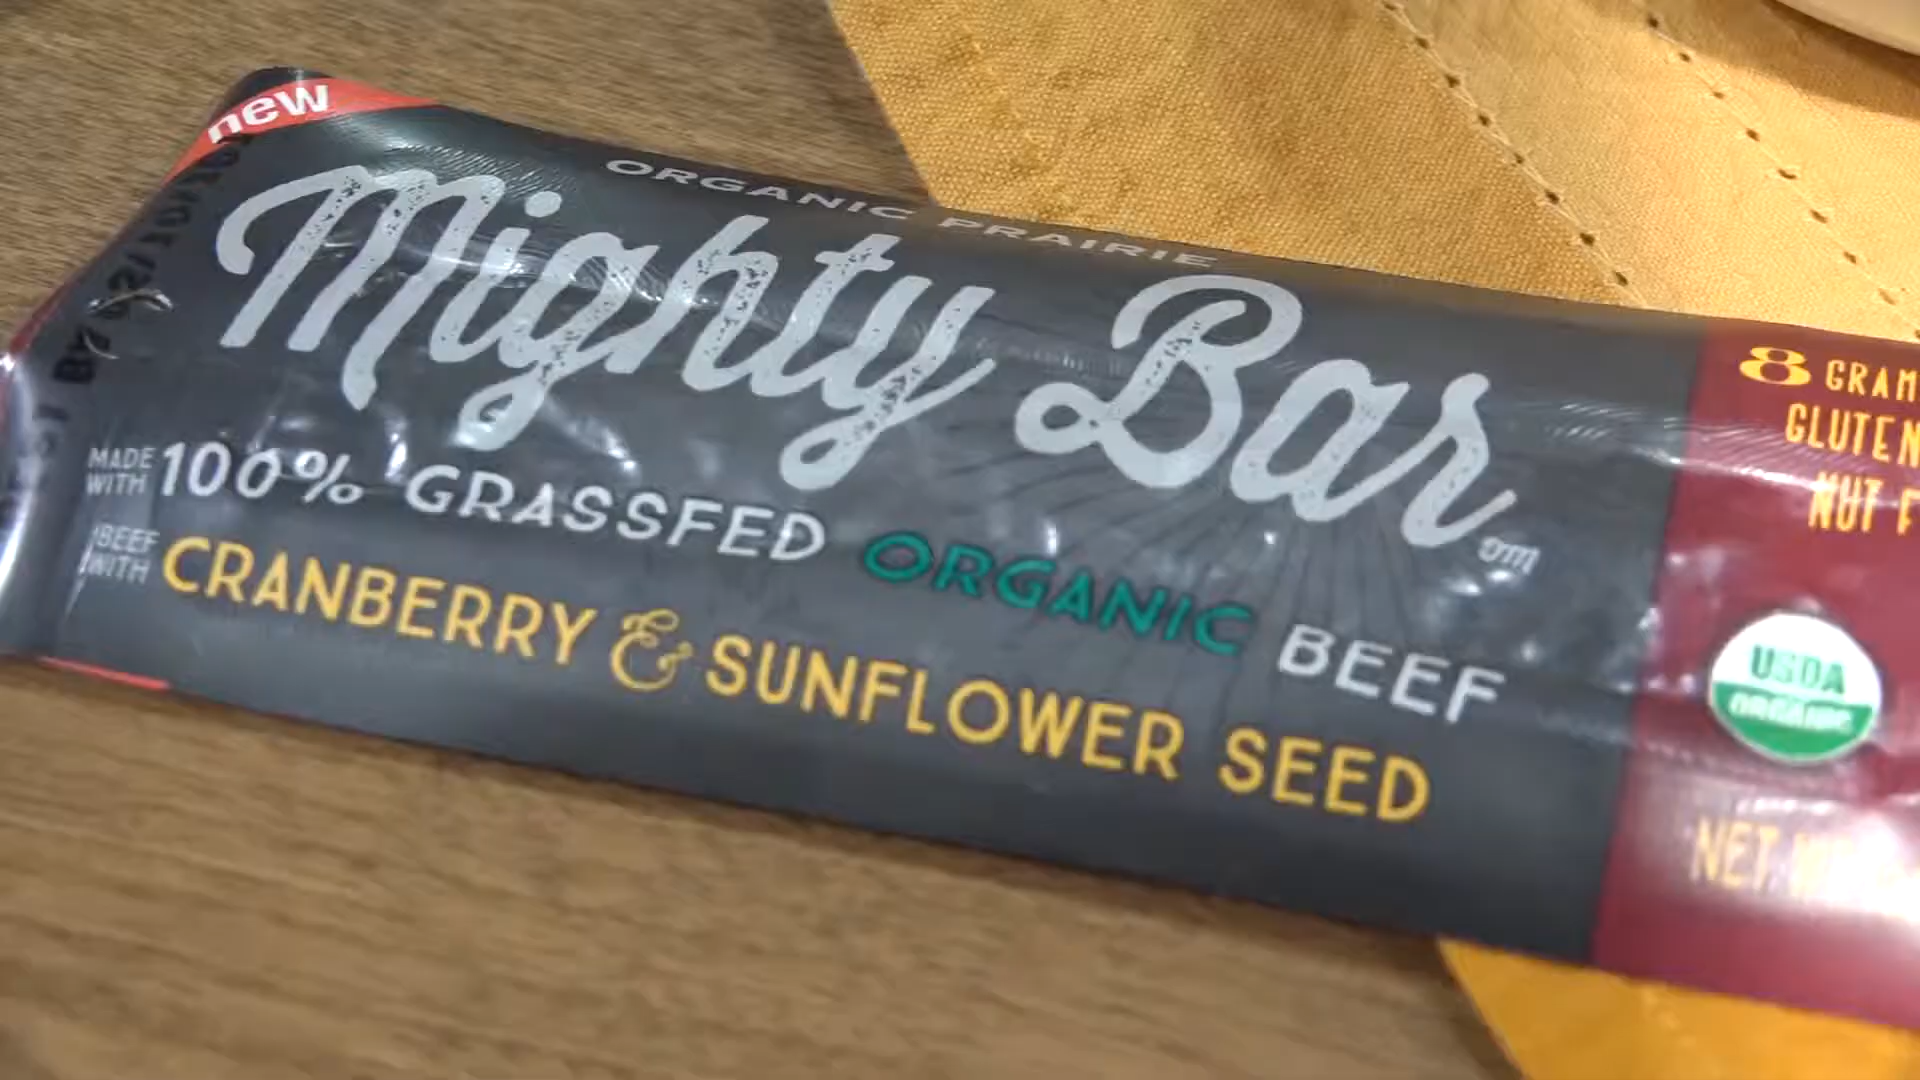 new
ORGANIC PRAIRIE
Mighty Bar
MADE WITH 100% GRASSFED ORGANIC BEEF
BEEF WITH CRANBERRY & SUNFLOWER SEED
8 GRAM
GLUTEN
NUT F
USDA
ORGANIC
NET